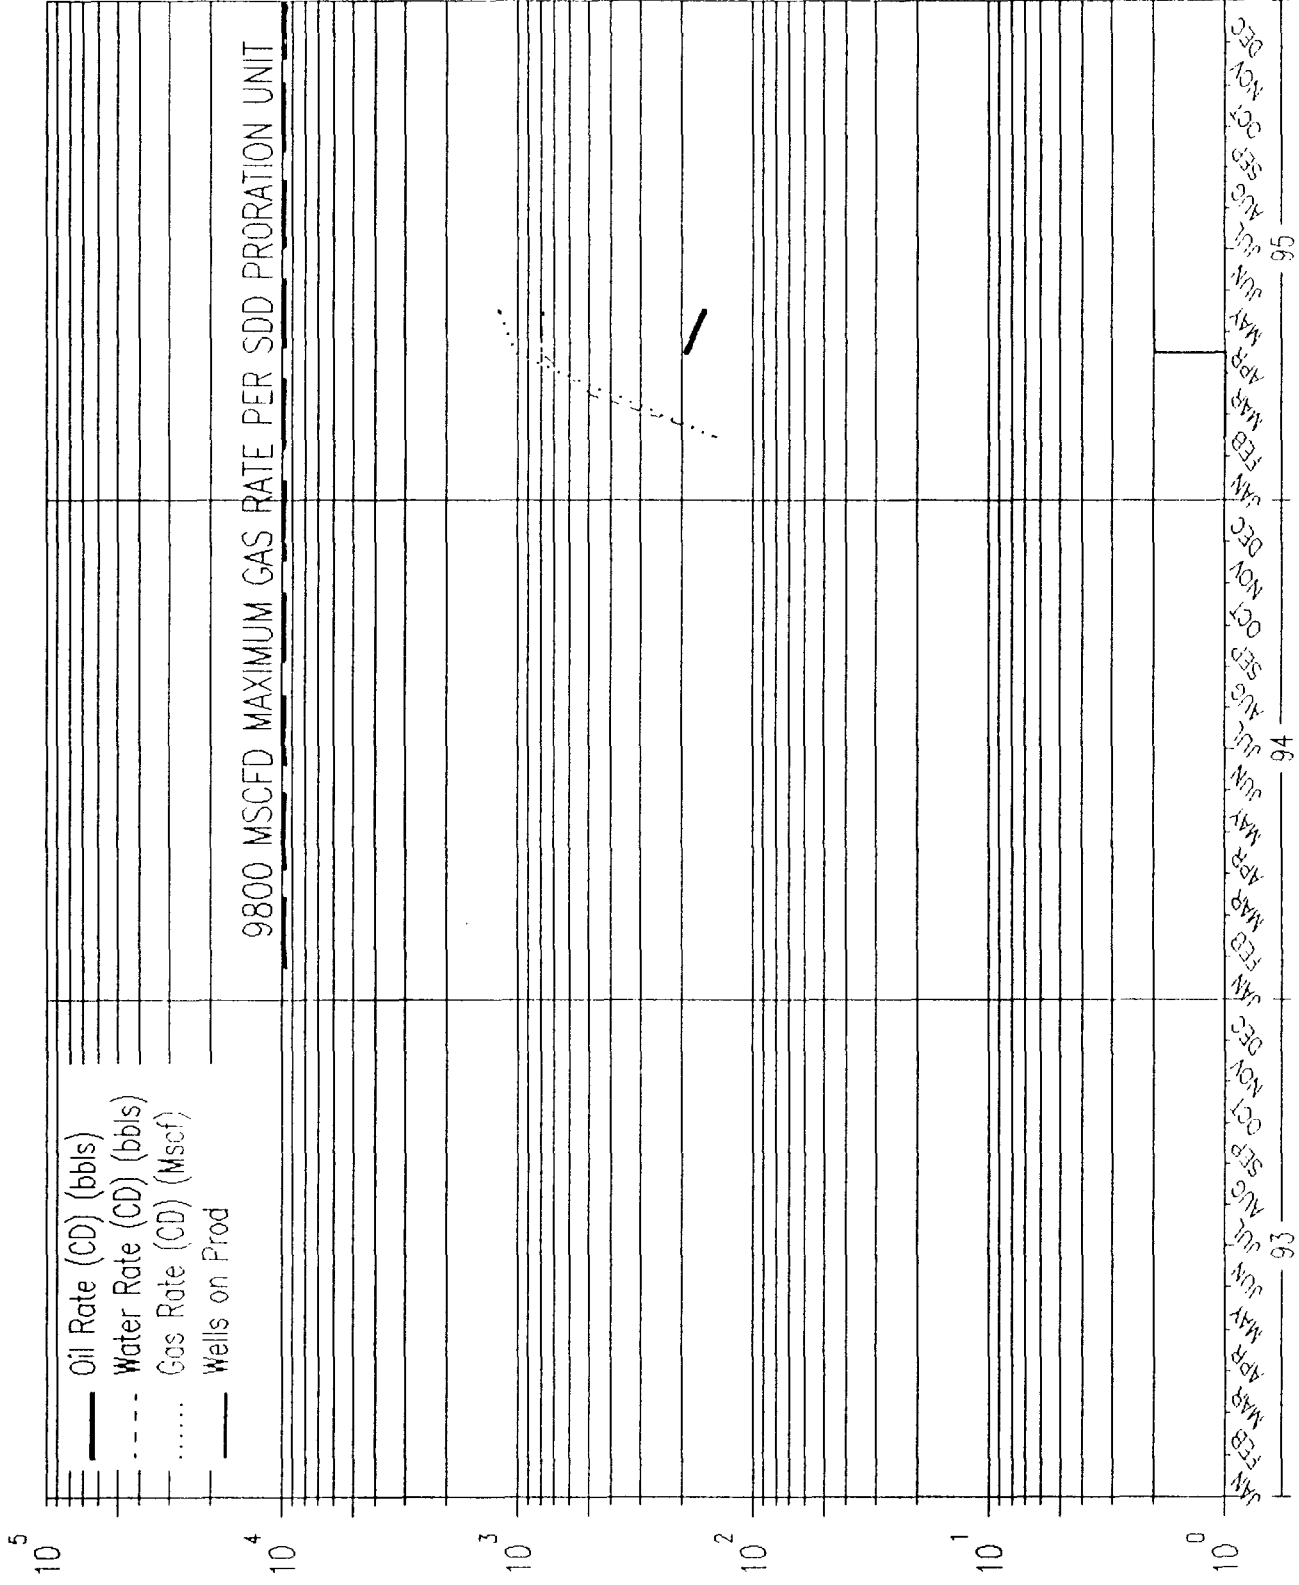 Oil Rate (CD) (bbls)
Water Rate (CD) (bbls)
Gas Rate (CD) (Mscf)
Wells on Prod
9800 MSCFD MAXIMUM GAS RATE PER SDD PRORATION UNIT
10 5
10 4
10 3
10 2
10 1
10 0
JAN FEB MAR APR MAY JUN JUL AUG SEP OCT NOV DEC JAN FEB MAR APR MAY JUN JUL AUG SEP OCT NOV DEC JAN FEB MAR APR MAY JUN JUL AUG SEP OCT NOV DEC
93 94 95